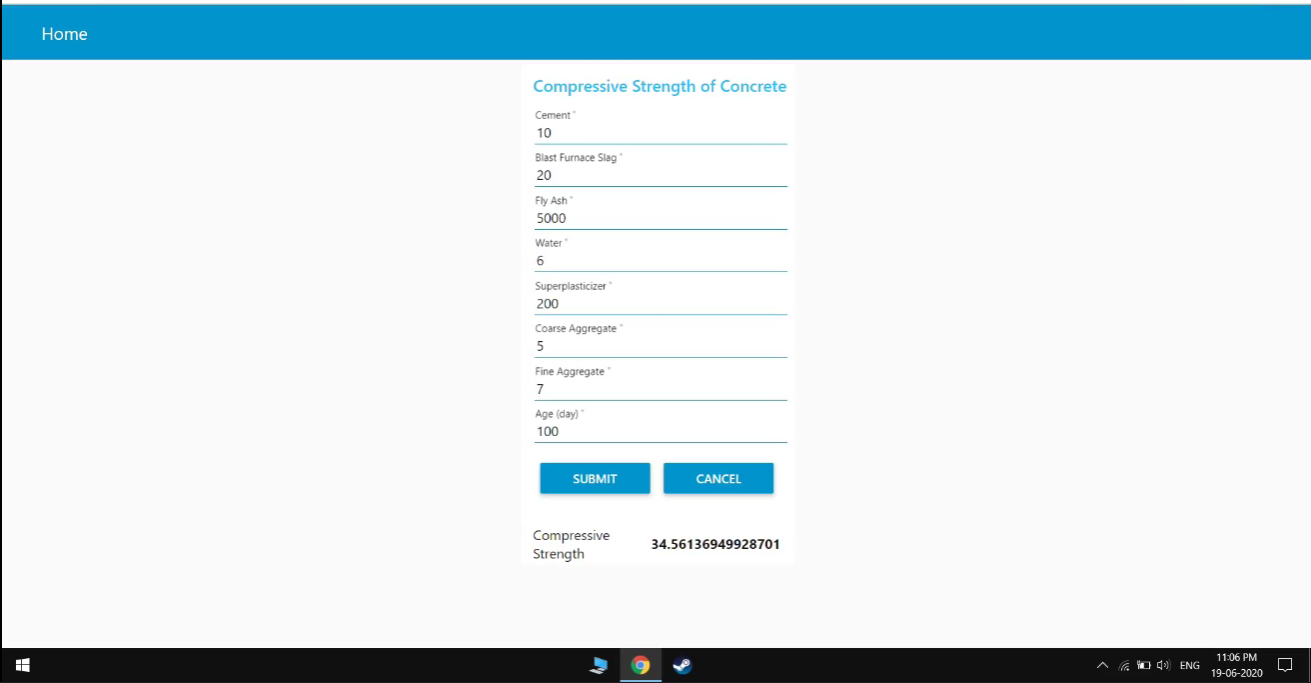 Home
Compressive Strength of Concrete
Cement *
10
Blast Furnace Slag *
20
Fly Ash *
5000
Water *
6
Superplasticizer *
200
Coarse Aggregate *
5
Fine Aggregate *
7
Age (day) *
100
SUBMIT CANCEL
Compressive
Strength
34.56136949928701
ENG
11:06 PM
19-06-2020